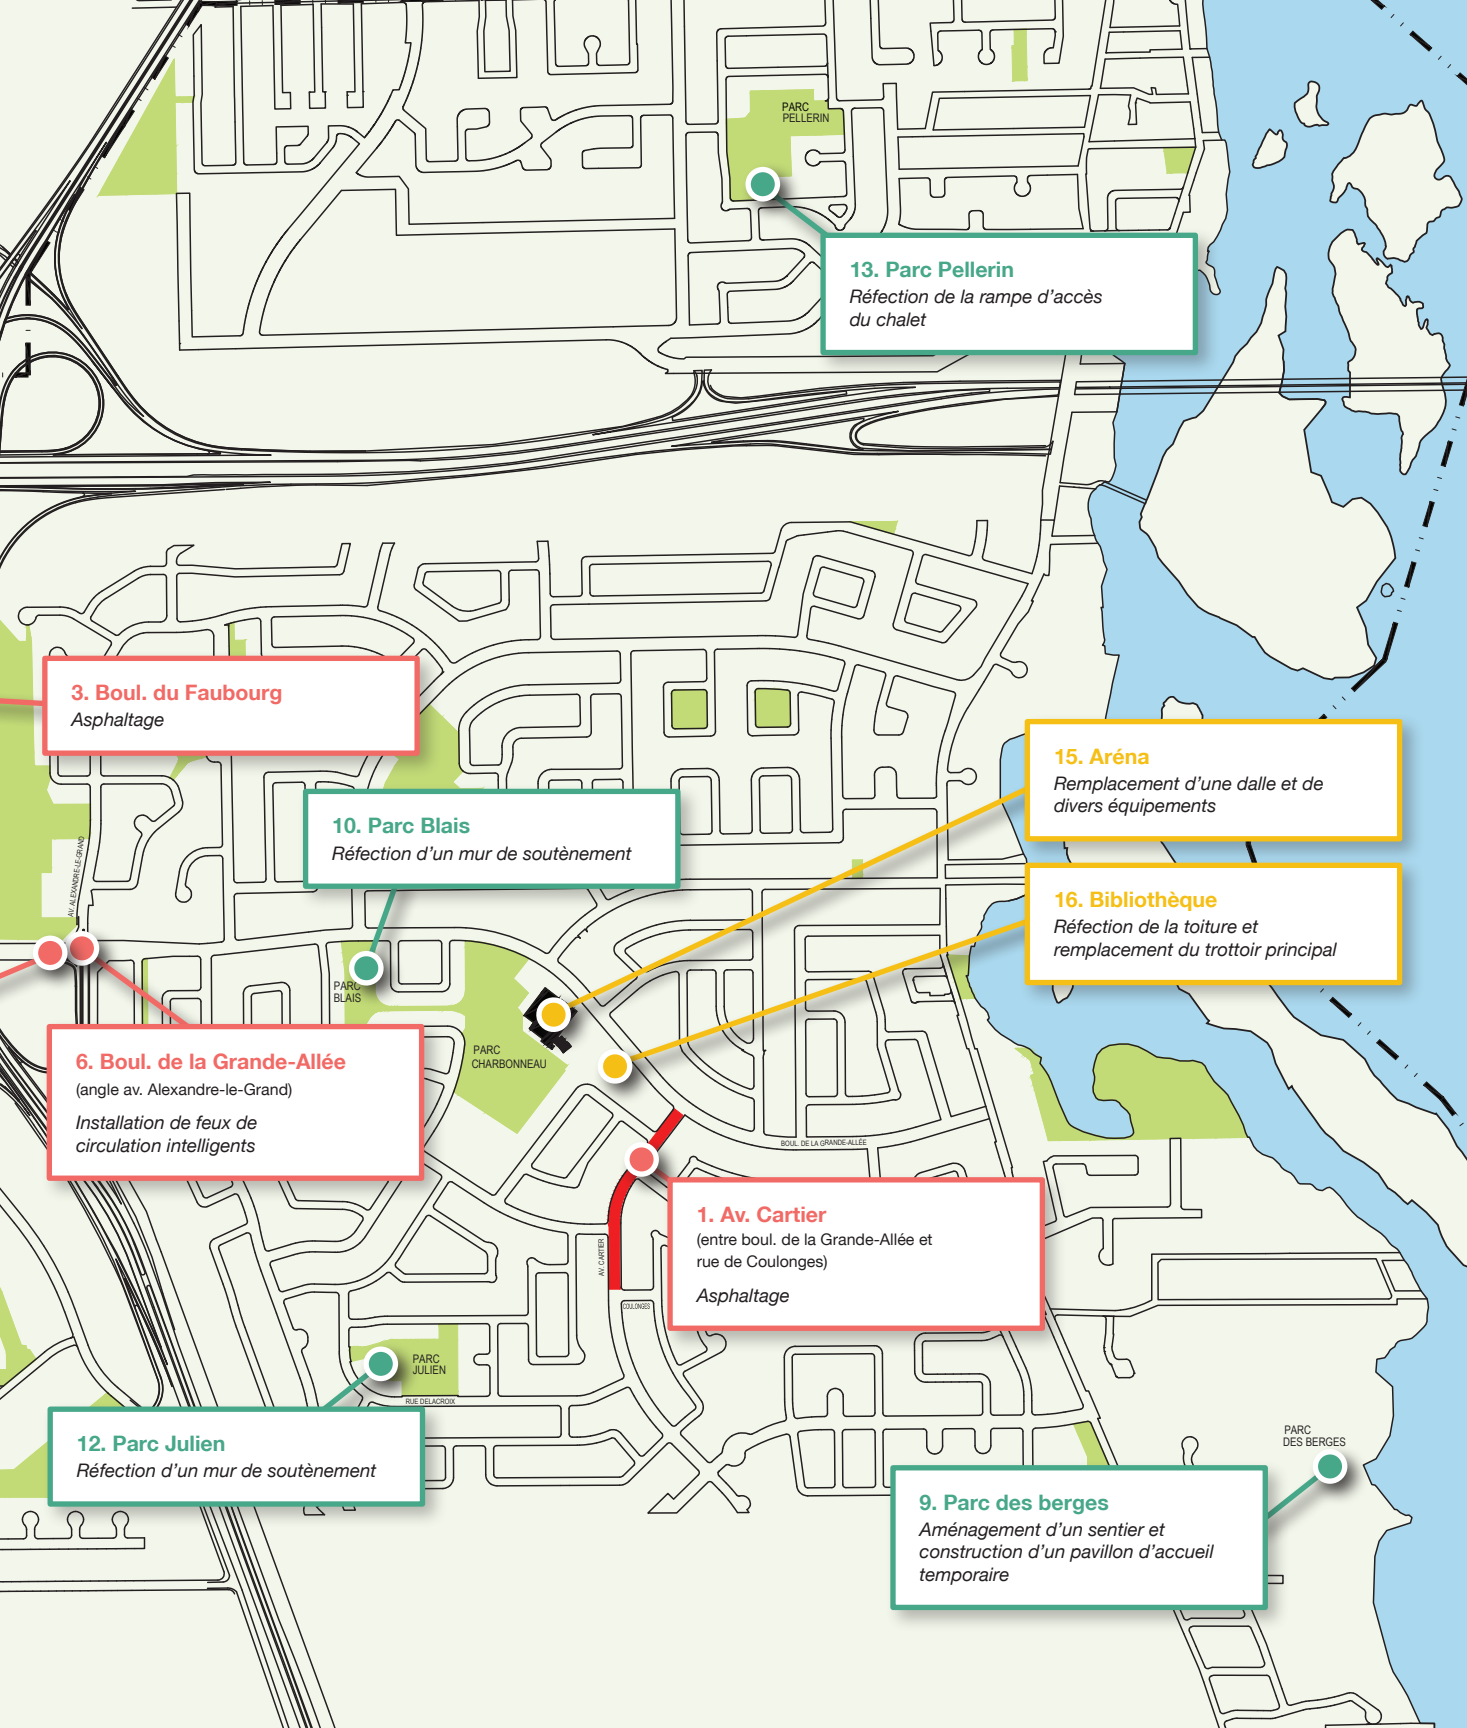 PARC
PELLERIN
13. Parc Pellerin
Réfection de la rampe d'accès
du chalet
3. Boul. du Faubourg
Asphaltage
15. Aréna
Remplacement d'une dalle et de
divers équipements
10. Parc Blais
Réfection d'un mur de soutènement
AV. ALEXANDRE-LE-GRAND
16. Bibliothèque
Réfection de la toiture et
remplacement du trottoir principal
PARC
BLAIS
PARC
CHARBONNEAU
6. Boul. de la Grande-Allée
(angle av. Alexandre-le-Grand)
Installation de feux de
circulation intelligents
BOUL. DE LA GRANDE-ALLÉE
1. Av. Cartier
(entre boul. de la Grande-Allée et
rue de Coulonges)
Asphaltage
AV. CARTIER
COULONGES
PARC
JULIEN
RUE DELACROIX
12. Parc Julien
Réfection d'un mur de soutènement
PARC
DES BERGES
9. Parc des berges
Aménagement d'un sentier et
construction d'un pavillon d'accueil
temporaire